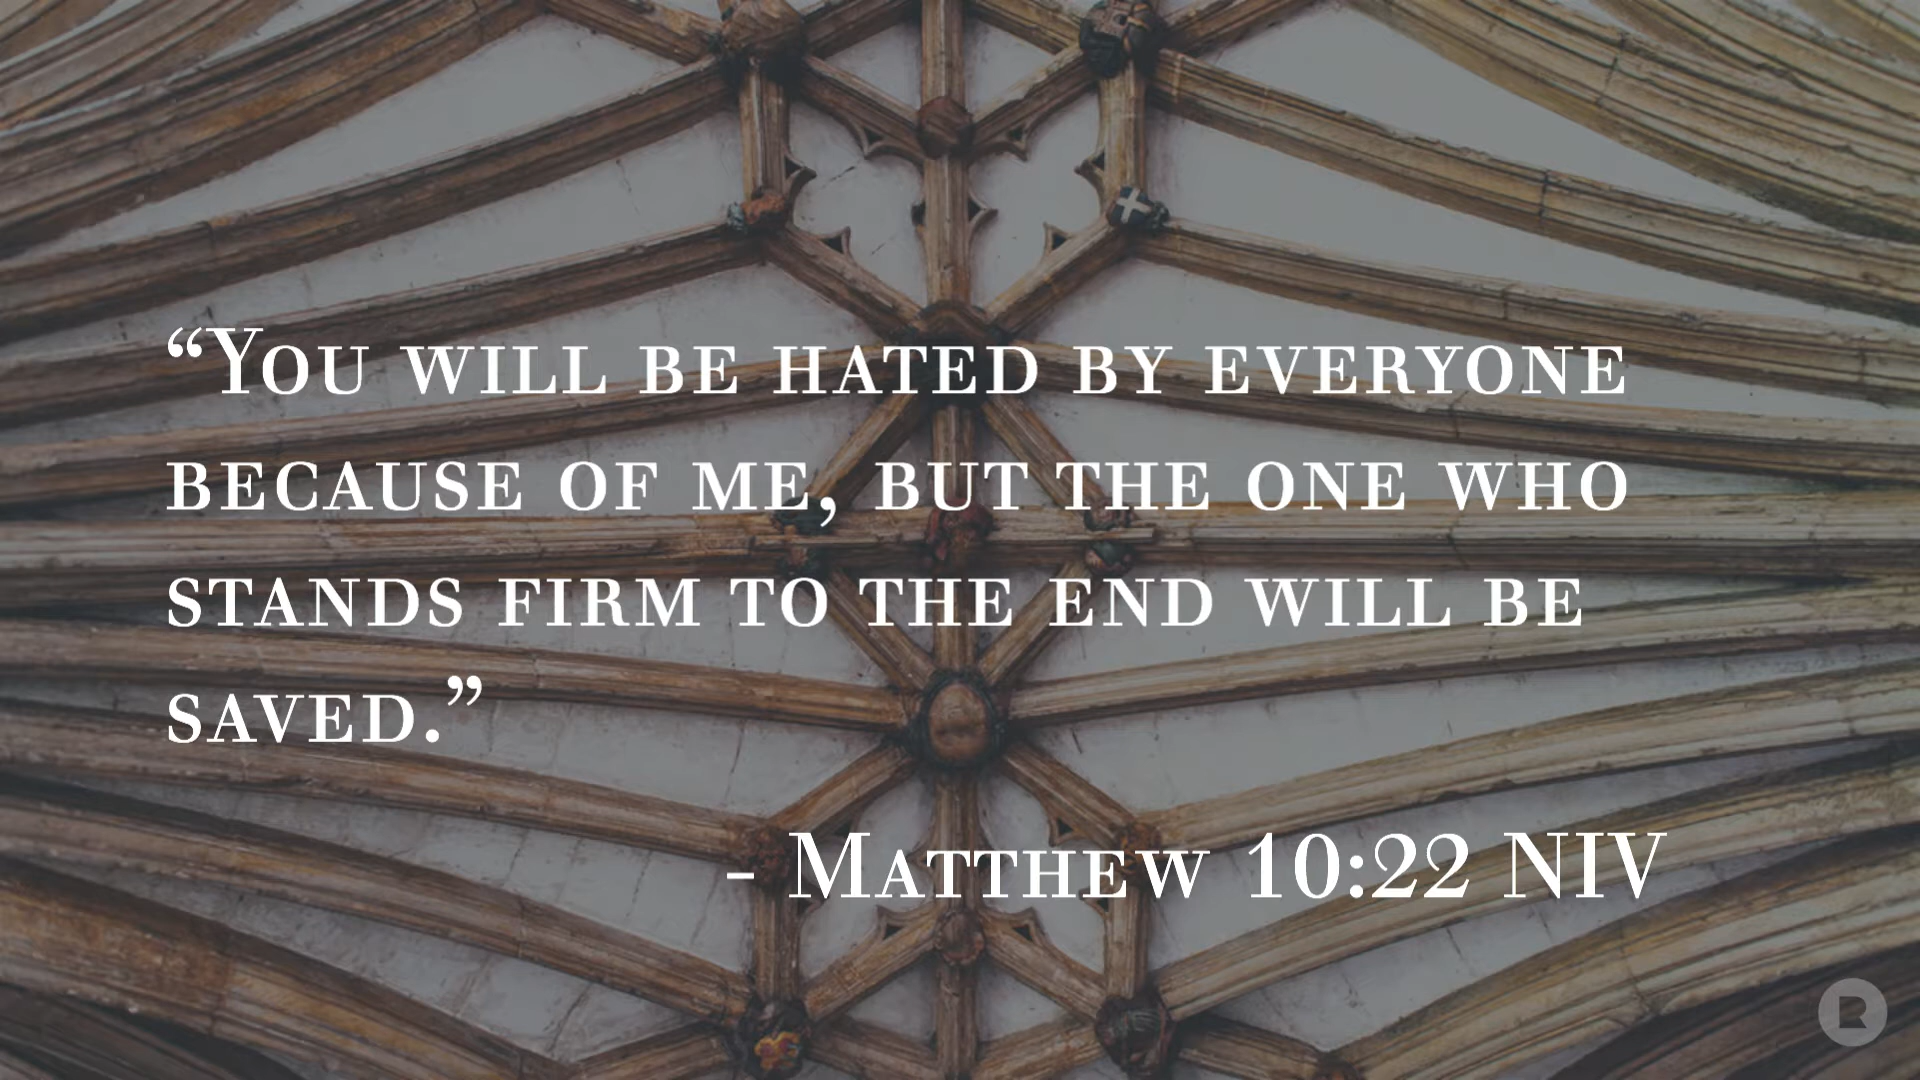 “You will be hated by everyone
because of me, but the one who
stands firm to the end will be
saved.”
- Matthew 10:22 NIV
R